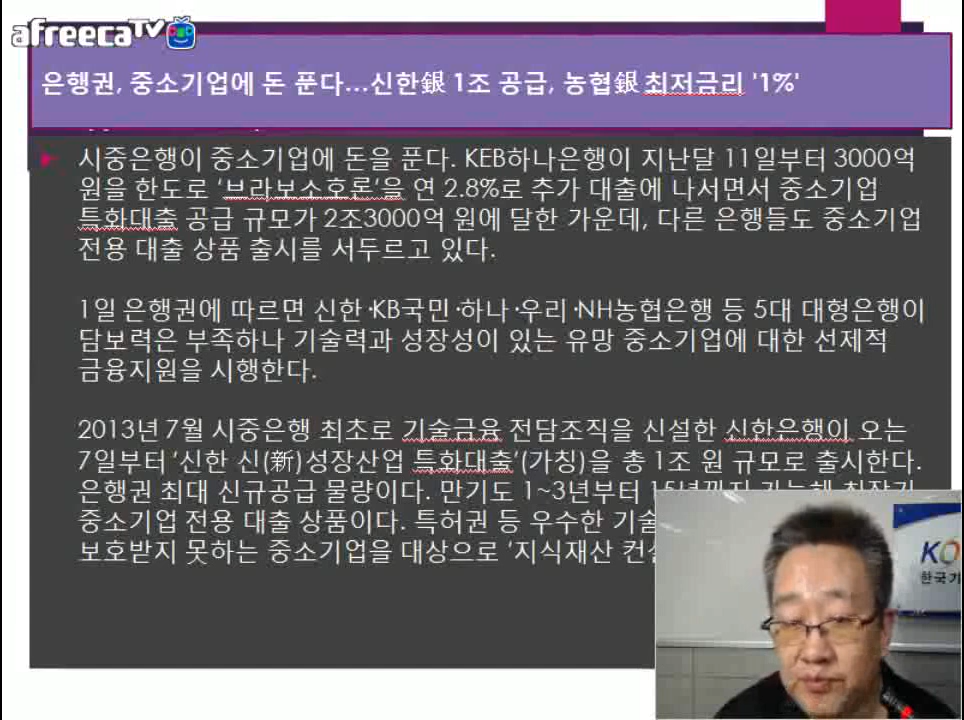 afreecaTV
은행권, 중소기업에 돈 푼다...신한銀 1조 공급, 농협銀 최저금리 '1%'
시중은행이 중소기업에 돈을 푼다. KEB하나은행이 지난달 11일부터 3000억
원을 한도로 ‘브라보소호론’을 연 2.8%로 추가 대출에 나서면서 중소기업
특화대출 공급 규모가 2조3000억 원에 달한 가운데, 다른 은행들도 중소기업
전용 대출 상품 출시를 서두르고 있다.
1일 은행권에 따르면 신한·KB국민·하나·우리·NH농협은행 등 5대 대형은행이
담보력은 부족하나 기술력과 성장성이 있는 유망 중소기업에 대한 선제적
금융지원을 시행한다.
2013년 7월 시중은행 최초로 기술금융 전담조직을 신설한 신한은행이 오는
7일부터 ‘신한 신(新)성장산업 특화대출’(가칭)을 총 1조 원 규모로 출시한다.
은행권 최대 신규공급 물량이다. 만기도 1~3년부터
중소기업 전용 대출 상품이다. 특허권 등 우수한
보호받지 못하는 중소기업을 대상으로 ‘지식재산
한국기